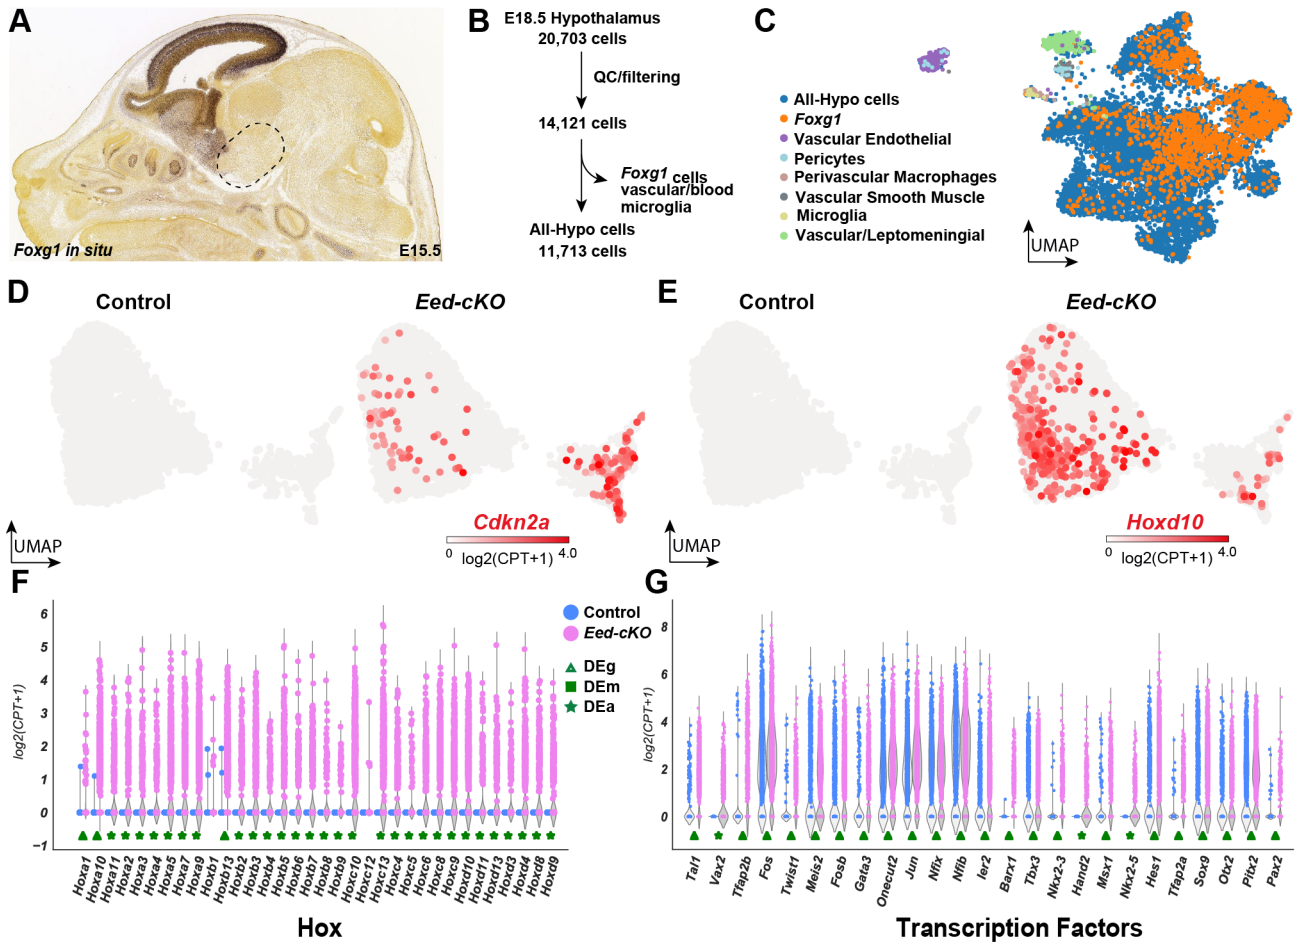 A
Foxg1 in situ
E15.5
B
E18.5 Hypothalamus
20,703 cells
QC/filtering
14,121 cells
Foxg1 cells
vascular/blood
microglia
All-Hypo cells
11,713 cells
C
All-Hypo cells
Foxg1
Vascular Endothelial
Pericytes
Perivascular Macrophages
Vascular Smooth Muscle
Microglia
Vascular/Leptomeningial
UMAP
D
Control
Eed-cKO
UMAP
Cdkn2a
0
4.0
log2(CPT+1)
E
Control
Eed-cKO
UMAP
Hoxd10
0
4.0
log2(CPT+1)
F
log2(CPT+1)
6
5
4
3
2
1
0
−1
Control
Eed-cKO
DEg
DEm
DEa
Hoxa1
Hoxa10
Hoxa11
Hoxa2
Hoxa3
Hoxa4
Hoxa5
Hoxa7
Hoxa9
Hoxb1
Hoxb13
Hoxb2
Hoxb3
Hoxb4
Hoxb5
Hoxb6
Hoxb7
Hoxb8
Hoxb9
Hoxc10
Hoxc12
Hoxc13
Hoxc4
Hoxc5
Hoxc6
Hoxc8
Hoxc9
Hoxd10
Hoxd11
Hoxd13
Hoxd3
Hoxd4
Hoxd8
Hoxd9
Hox
G
log2(CPT+1)
8
6
4
2
0
Tal1
Vax2
Tfap2b
Fos
Twist1
Meis2
Fosb
Gata3
Onecut2
Jun
Nfix
Nfib
Ier2
Barx1
Tbx3
Nkx2-3
Hand2
Msx1
Nkx2-5
Hes1
Tfap2a
Sox9
Otx2
Pitx2
Pax2
Transcription Factors